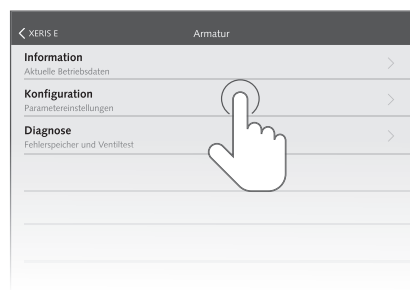 XERIS E
Armatur
Information
Aktuelle Betriebsdaten
Konfiguration
Parametereinstellungen
Diagnose
Fehlerspeicher und Ventiltest